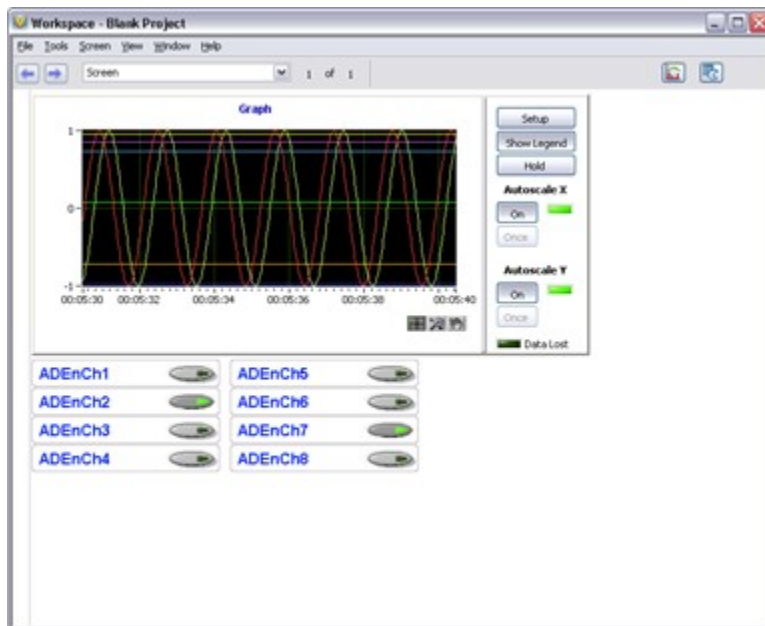 Workspace - Blank Project
File Tools Screen View Window Help
Screen 1 of 1
Graph
1
0
-1
00:05:30 00:05:32 00:05:34 00:05:36 00:05:38 00:05:40
Setup
Show Legend
Hold
Autoscale X
On
Once
Autoscale Y
On
Once
Data Lost
ADEnCh1 ADEnCh5
ADEnCh2 ADEnCh6
ADEnCh3 ADEnCh7
ADEnCh4 ADEnCh8